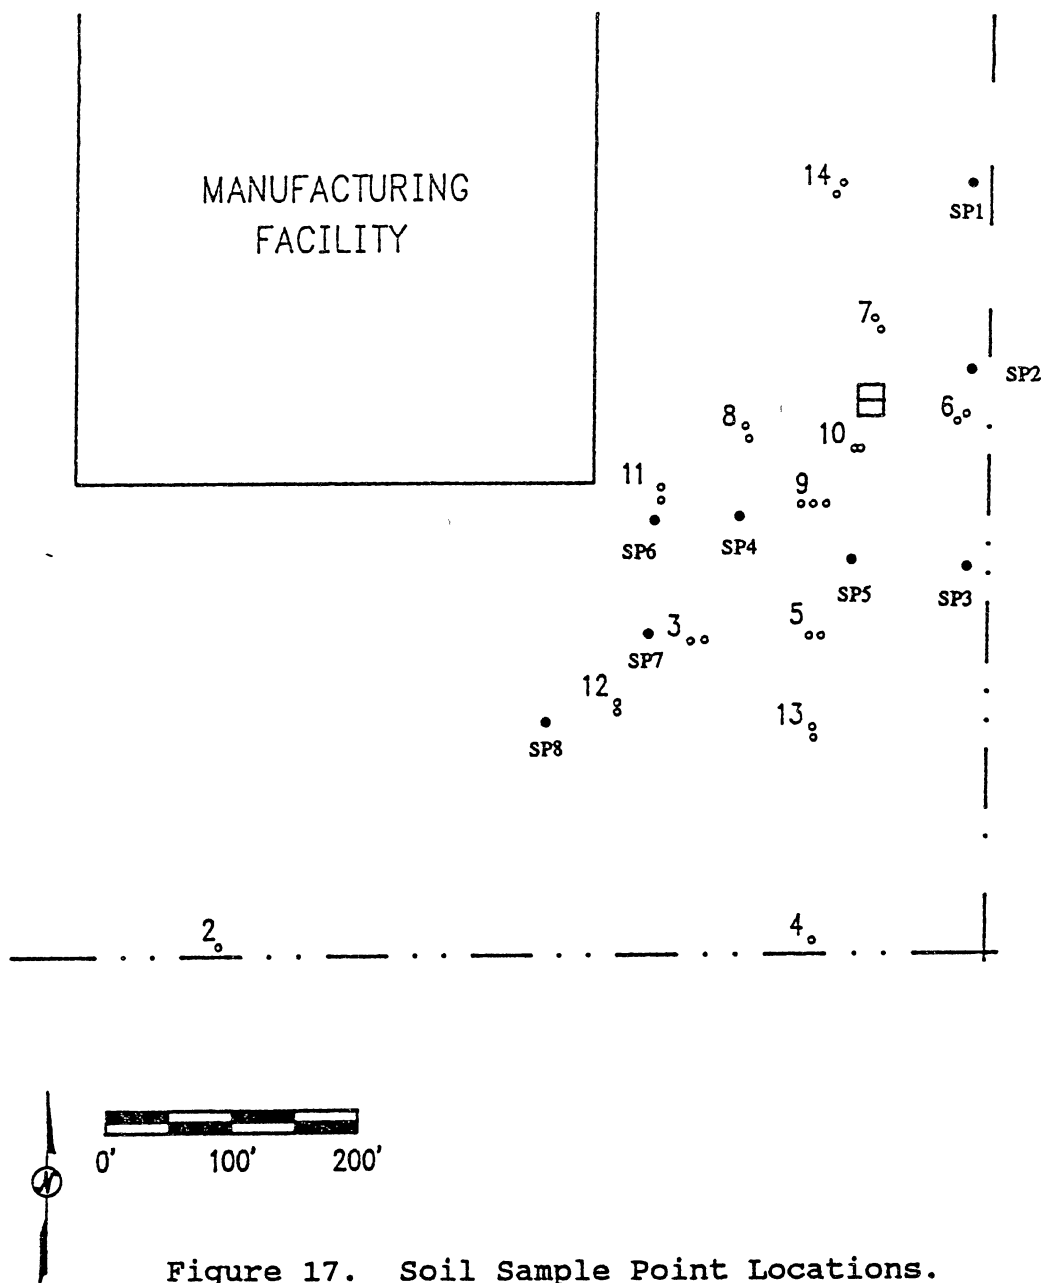 MANUFACTURING
FACILITY
14
SP1
7
SP2
6
8
10
11
9
SP6
SP4
SP5
SP3
3
5
SP7
12
13
SP8
2
4
0' 100' 200'
N
Figure 17. Soil Sample Point Locations.